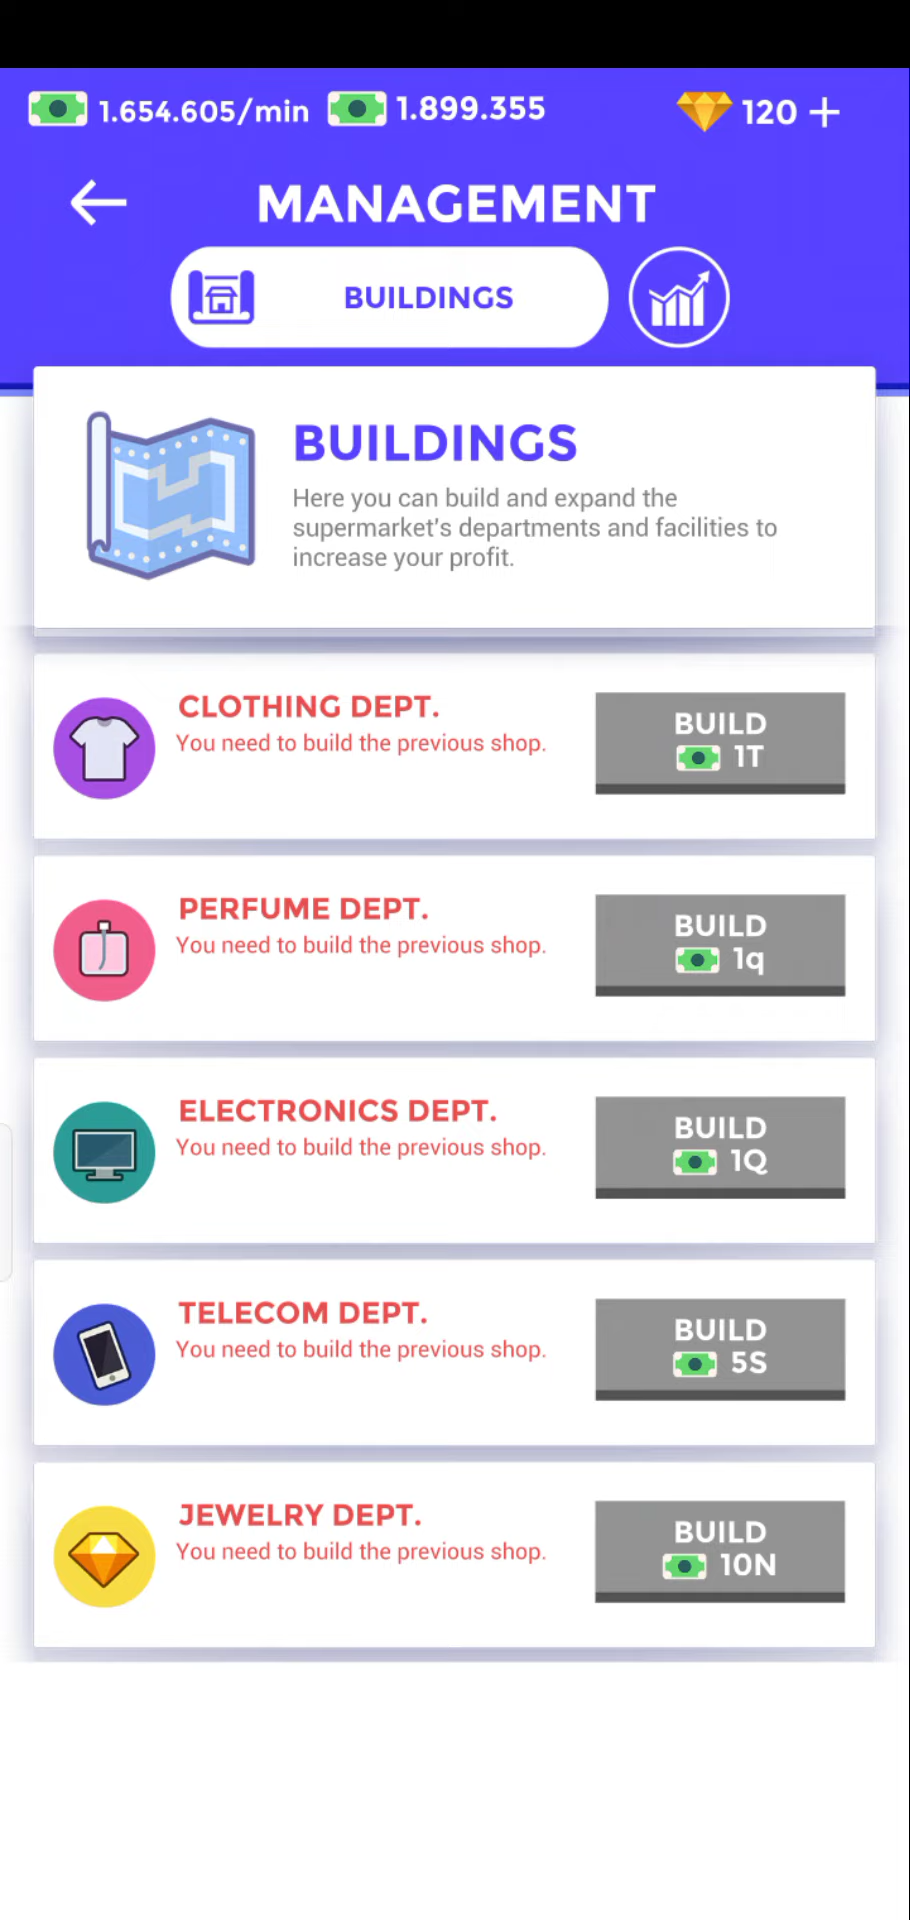 1.654.605/min 1.899.355 120 +
MANAGEMENT
BUILDINGS
BUILDINGS
Here you can build and expand the
supermarket's departments and facilities to
increase your profit.
CLOTHING DEPT.
You need to build the previous shop.
BUILD
1T
PERFUME DEPT.
You need to build the previous shop.
BUILD
1q
ELECTRONICS DEPT.
You need to build the previous shop.
BUILD
1Q
TELECOM DEPT.
You need to build the previous shop.
BUILD
5S
JEWELRY DEPT.
You need to build the previous shop.
BUILD
10N